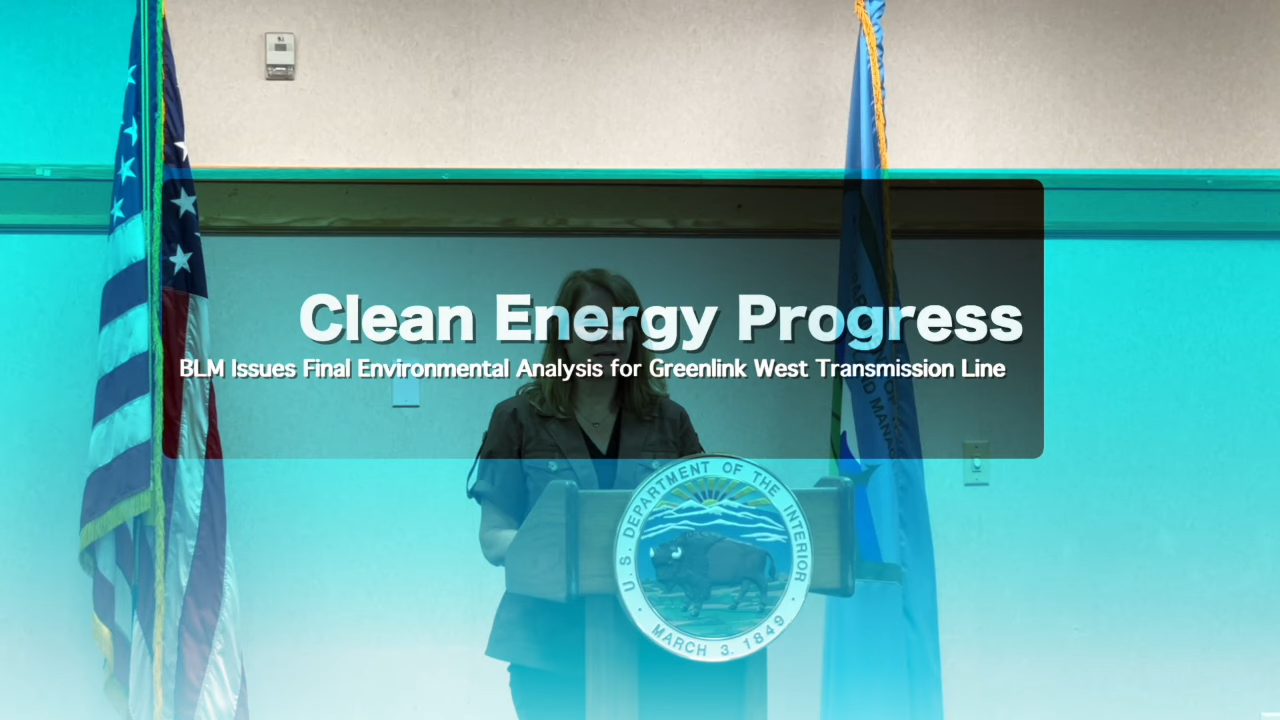 Clean Energy Progress
BLM Issues Final Environmental Analysis for Greenlink West Transmission Line
U. S. DEPARTMENT OF THE INTERIOR
MARCH 3, 1849